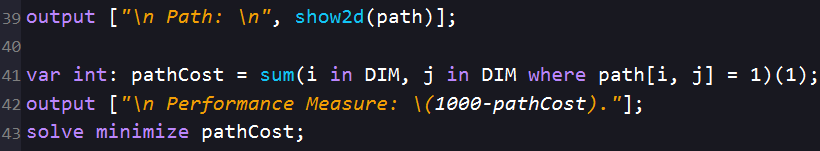 39 output ["\n Path: \n", show2d(path)];
40
41 var int: pathCost = sum(i in DIM, j in DIM where path[i, j] = 1)(1);
42 output ["\n Performance Measure: \(1000-pathCost)."];
43 solve minimize pathCost;